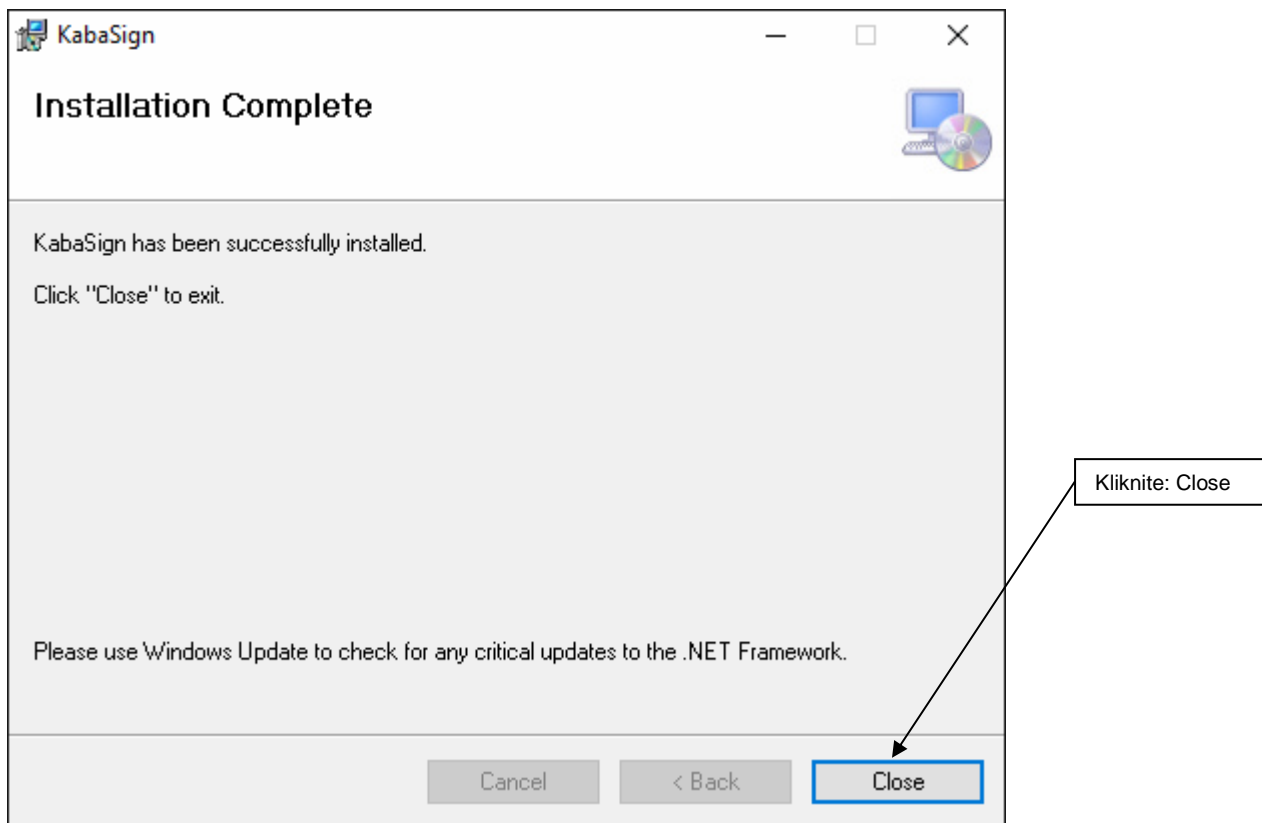 KabaSign
Installation Complete
KabaSign has been successfully installed.
Click "Close" to exit.
Kliknite: Close
Please use Windows Update to check for any critical updates to the .NET Framework.
Cancel
< Back
Close